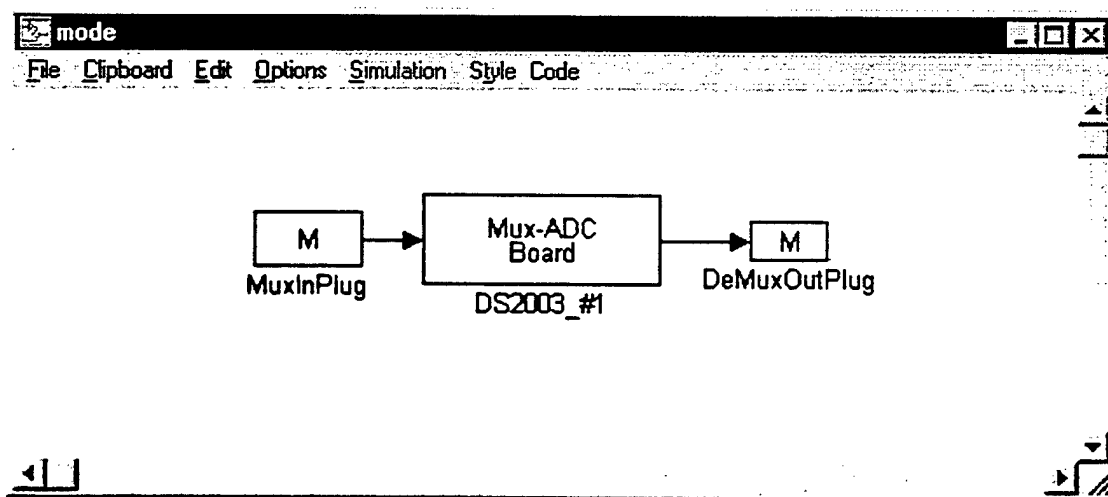 mode
File Clipboard Edit Options Simulation Style Code
M
MuxInPlug
Mux-ADC
Board
DS2003_#1
M
DeMuxOutPlug